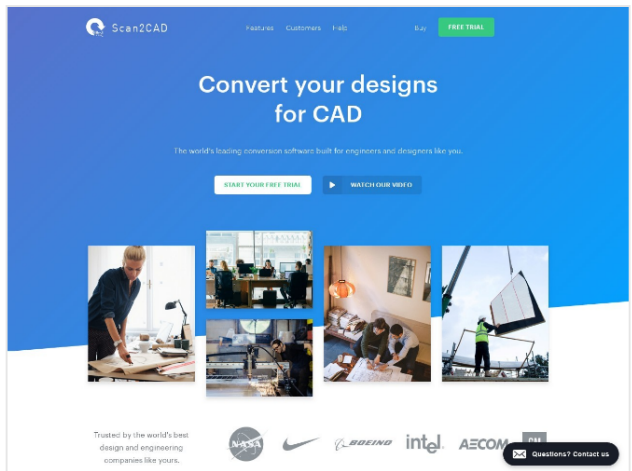 Scan2CAD
Features Customers Help
Buy
FREE TRIAL
Convert your designs
for CAD
The world's leading conversion software built for engineers and designers like you.
START YOUR FREE TRIAL
WATCH OUR VIDEO
Trusted by the world's best
design and engineering
companies like yours.
NASA
BOEING
intel
AECOM
Questions? Contact us